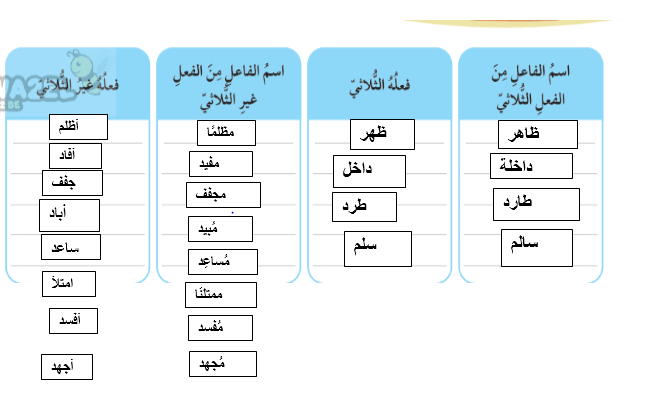 اسمُ الفاعلِ مِنَ
الفعلِ الثُّلاثيِّ
ظاهر
داخلة
طارد
سالم
فعلُهُ الثُّلاثيّ
ظهر
داخل
طرد
سلم
اسمُ الفاعلِ مِنَ الفعلِ
غيرِ الثُّلاثيّ
مظلمًا
مفيد
مجفف
مُبيد
مُساعِد
ممتلئًا
مُفسد
مُجهد
فعلُهُ غيرُ الثُّلاثيّ
أظلم
أفاد
جفف
أباد
ساعد
امتلأ
أفسد
أجهد